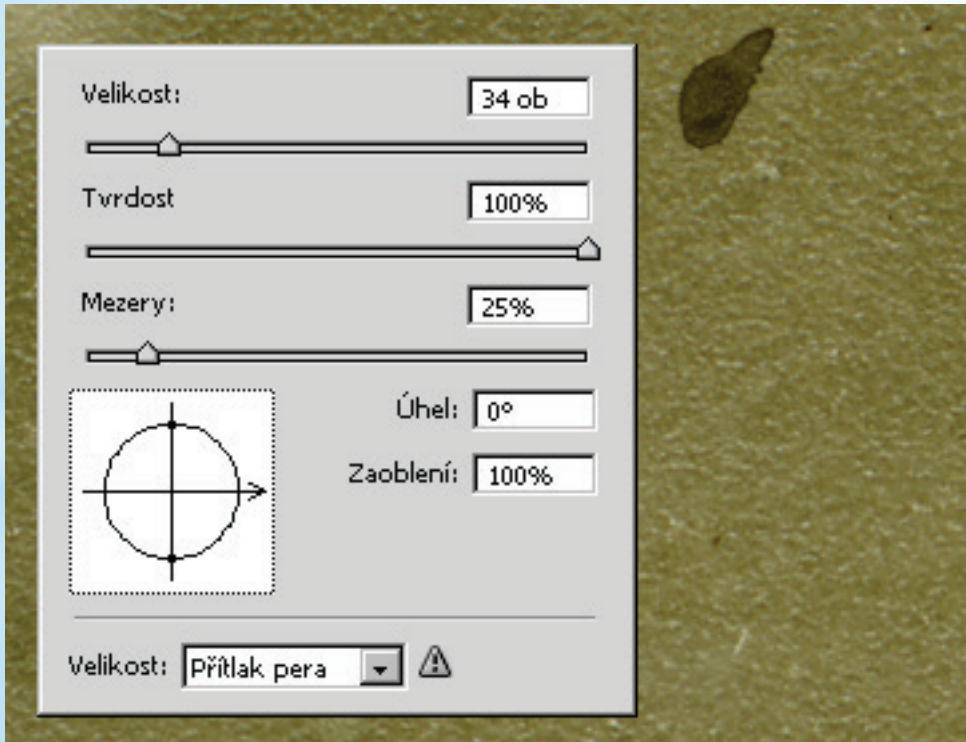 Velikost: 34 ob
Tvrdost 100%
Mezery: 25%
Úhel: 0°
Zaoblení: 100%
Velikost: Přítlak pera